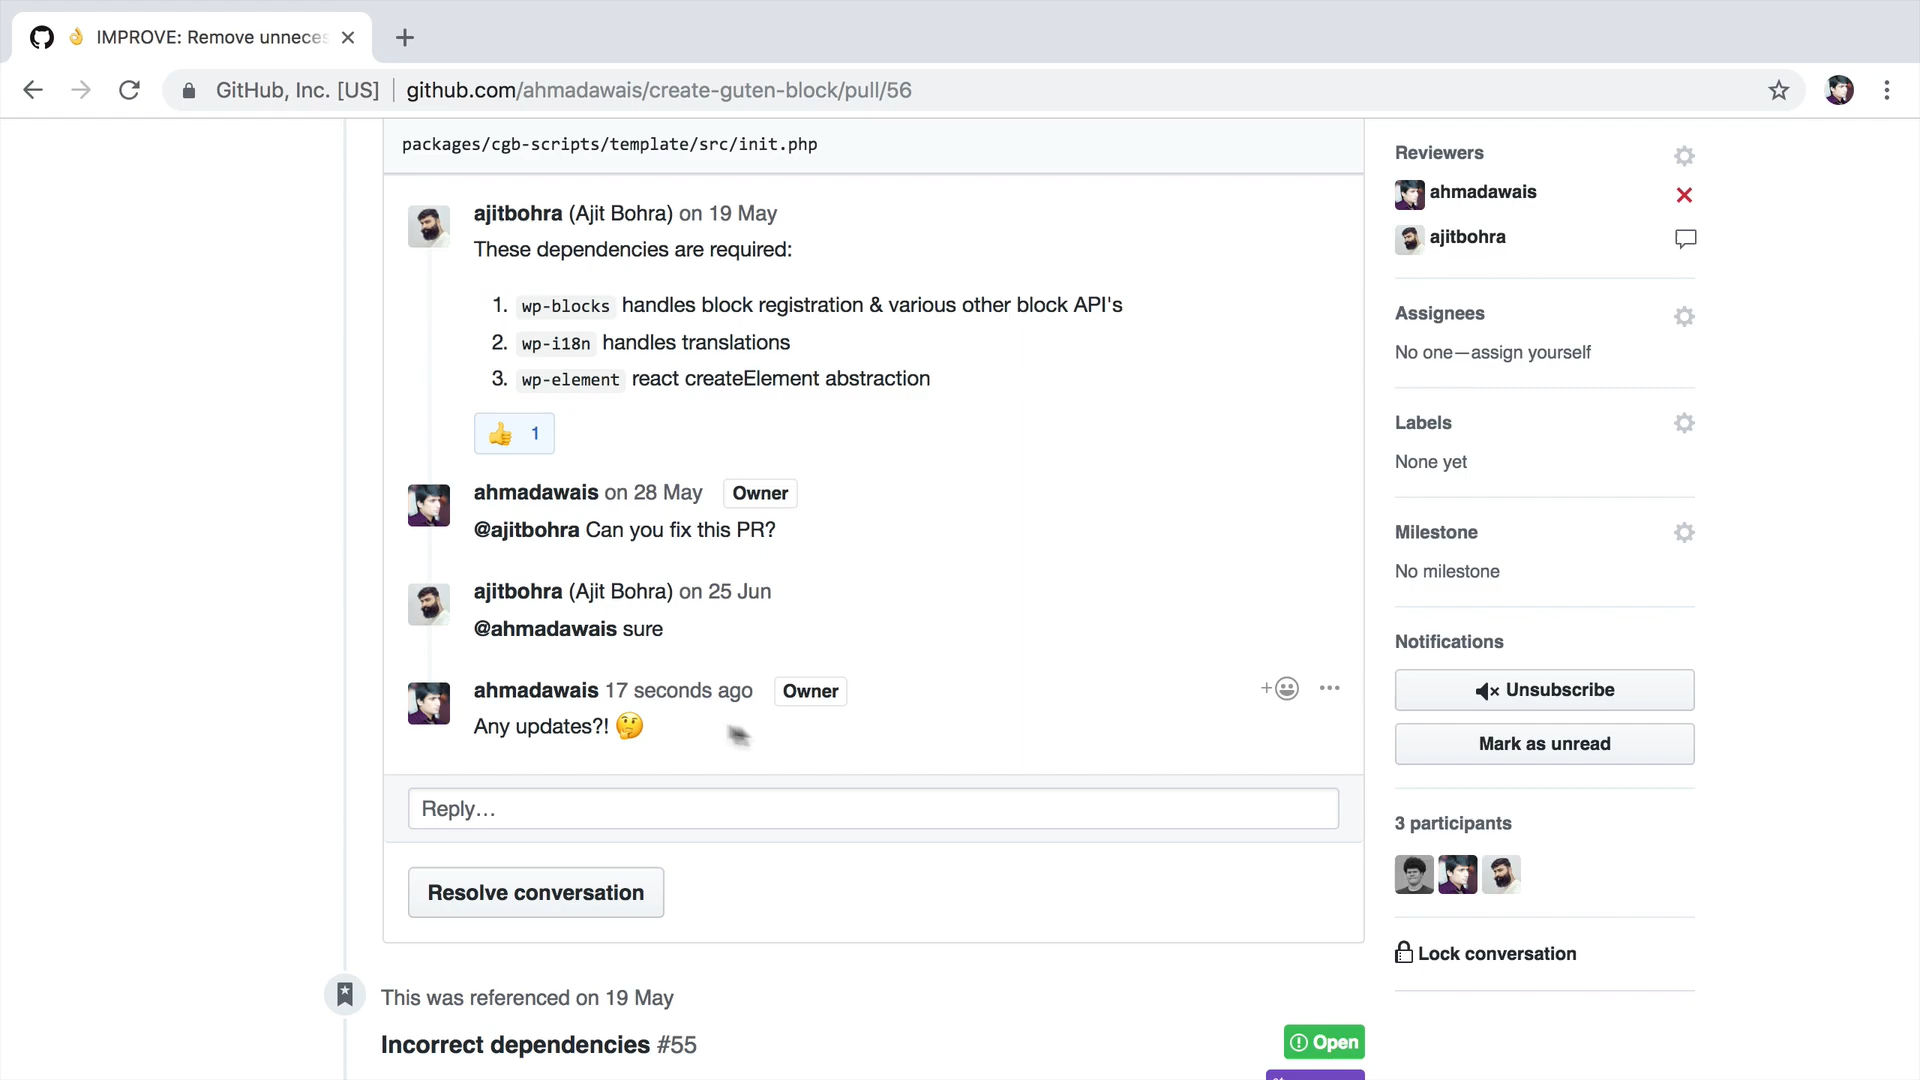 IMPROVE: Remove unneces
GitHub, Inc. [US] | github.com/ahmadawais/create-guten-block/pull/56
packages/cgb-scripts/template/src/init.php
ajitbohra (Ajit Bohra) on 19 May
These dependencies are required:
1. wp-blocks handles block registration & various other block API's
2. wp-i18n handles translations
3. wp-element react createElement abstraction
👍 1
ahmadawais on 28 May Owner
@ajitbohra Can you fix this PR?
ajitbohra (Ajit Bohra) on 25 Jun
@ahmadawais sure
ahmadawais 17 seconds ago Owner
Any updates?! 🤔
Reply…
Resolve conversation
This was referenced on 19 May
Incorrect dependencies #55
Open
Reviewers
ahmadawais
ajitbohra
Assignees
No one—assign yourself
Labels
None yet
Milestone
No milestone
Notifications
Unsubscribe
Mark as unread
3 participants
Lock conversation